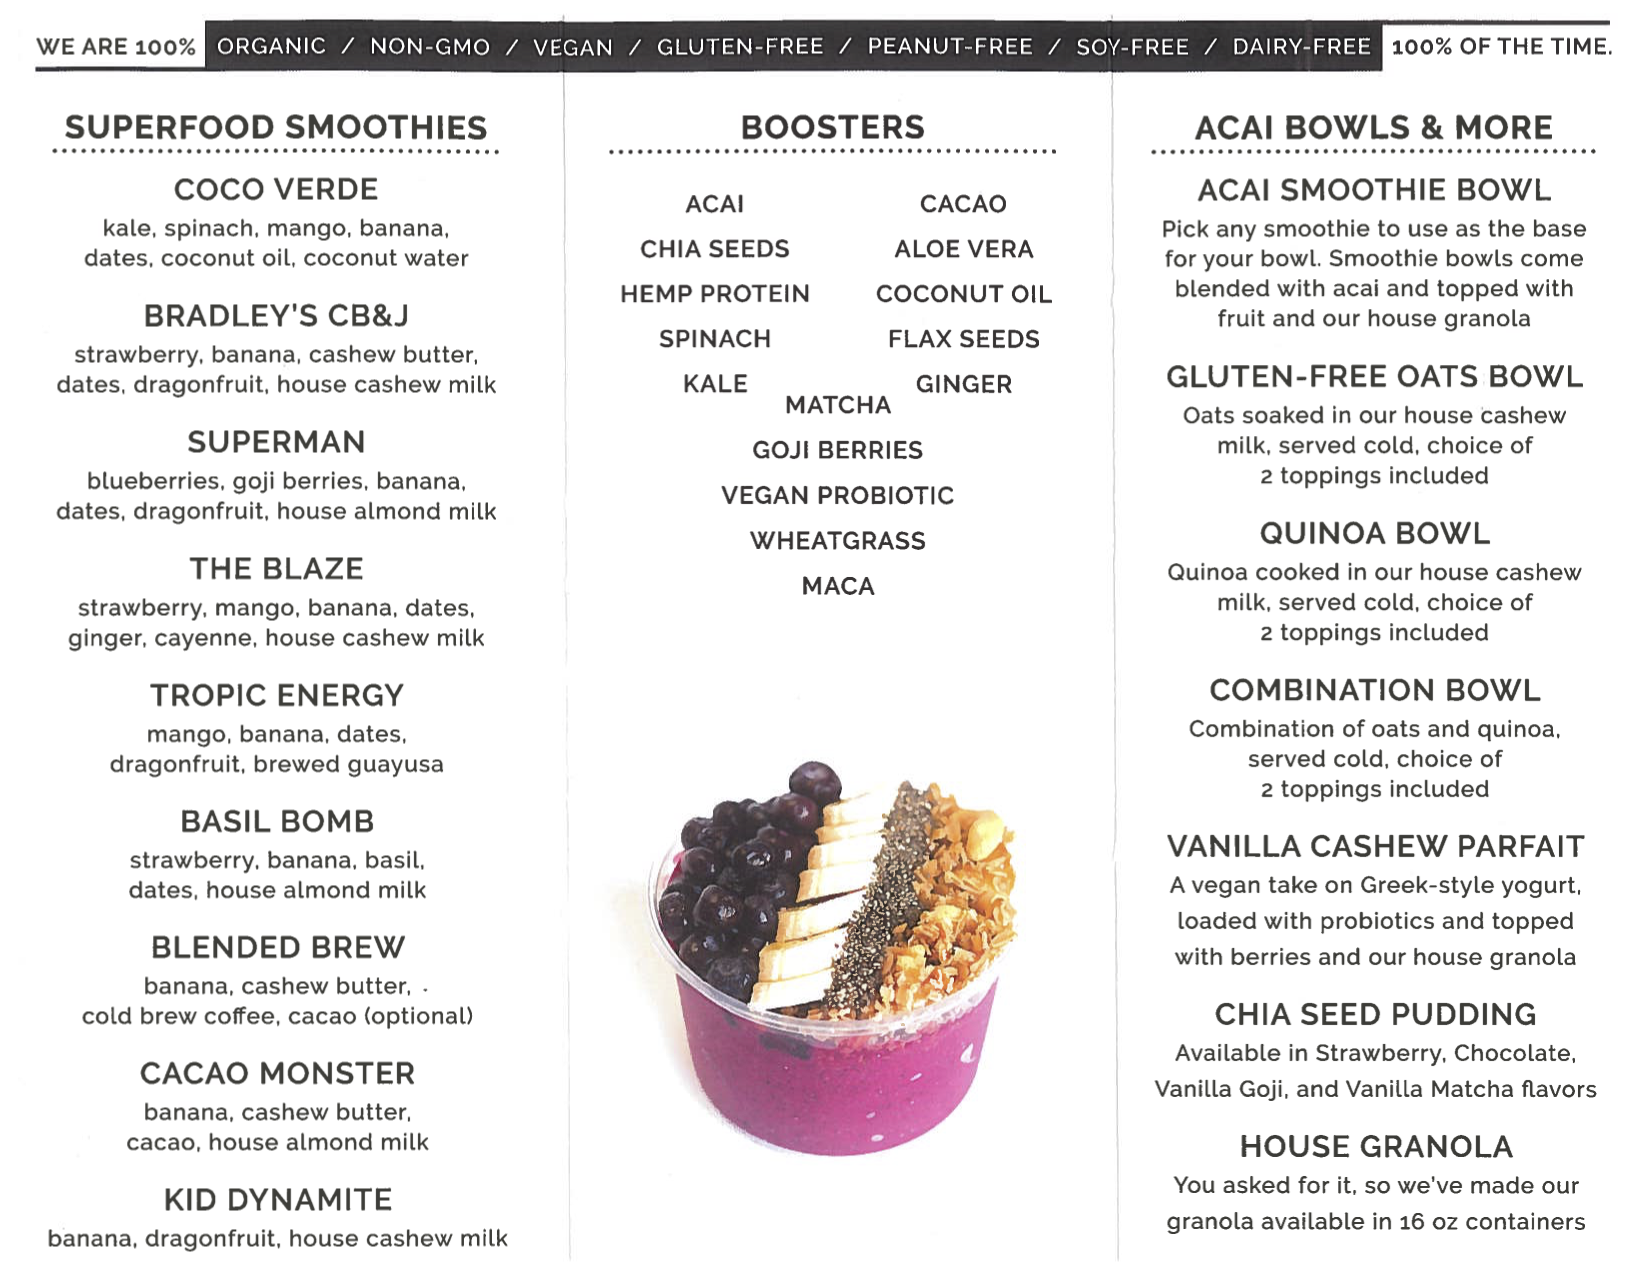 WE ARE 100% ORGANIC / NON-GMO / VEGAN / GLUTEN-FREE / PEANUT-FREE / SOY-FREE / DAIRY-FREE 100% OF THE TIME.
SUPERFOOD SMOOTHIES
COCO VERDE
kale, spinach, mango, banana,
dates, coconut oil, coconut water
BRADLEY'S CB&J
strawberry, banana, cashew butter,
dates, dragonfruit, house cashew milk
SUPERMAN
blueberries, goji berries, banana,
dates, dragonfruit, house almond milk
THE BLAZE
strawberry, mango, banana, dates,
ginger, cayenne, house cashew milk
TROPIC ENERGY
mango, banana, dates,
dragonfruit, brewed guayusa
BASIL BOMB
strawberry, banana, basil,
dates, house almond milk
BLENDED BREW
banana, cashew butter,
cold brew coffee, cacao (optional)
CACAO MONSTER
banana, cashew butter,
cacao, house almond milk
KID DYNAMITE
banana, dragonfruit, house cashew milk
BOOSTERS
ACAI CACAO
CHIA SEEDS ALOE VERA
HEMP PROTEIN COCONUT OIL
SPINACH FLAX SEEDS
KALE GINGER
MATCHA
GOJI BERRIES
VEGAN PROBIOTIC
WHEATGRASS
MACA
ACAI BOWLS & MORE
ACAI SMOOTHIE BOWL
Pick any smoothie to use as the base
for your bowl. Smoothie bowls come
blended with acai and topped with
fruit and our house granola
GLUTEN-FREE OATS BOWL
Oats soaked in our house cashew
milk, served cold, choice of
2 toppings included
QUINOA BOWL
Quinoa cooked in our house cashew
milk, served cold, choice of
2 toppings included
COMBINATION BOWL
Combination of oats and quinoa,
served cold, choice of
2 toppings included
VANILLA CASHEW PARFAIT
A vegan take on Greek-style yogurt,
loaded with probiotics and topped
with berries and our house granola
CHIA SEED PUDDING
Available in Strawberry, Chocolate,
Vanilla Goji, and Vanilla Matcha flavors
HOUSE GRANOLA
You asked for it, so we've made our
granola available in 16 oz containers